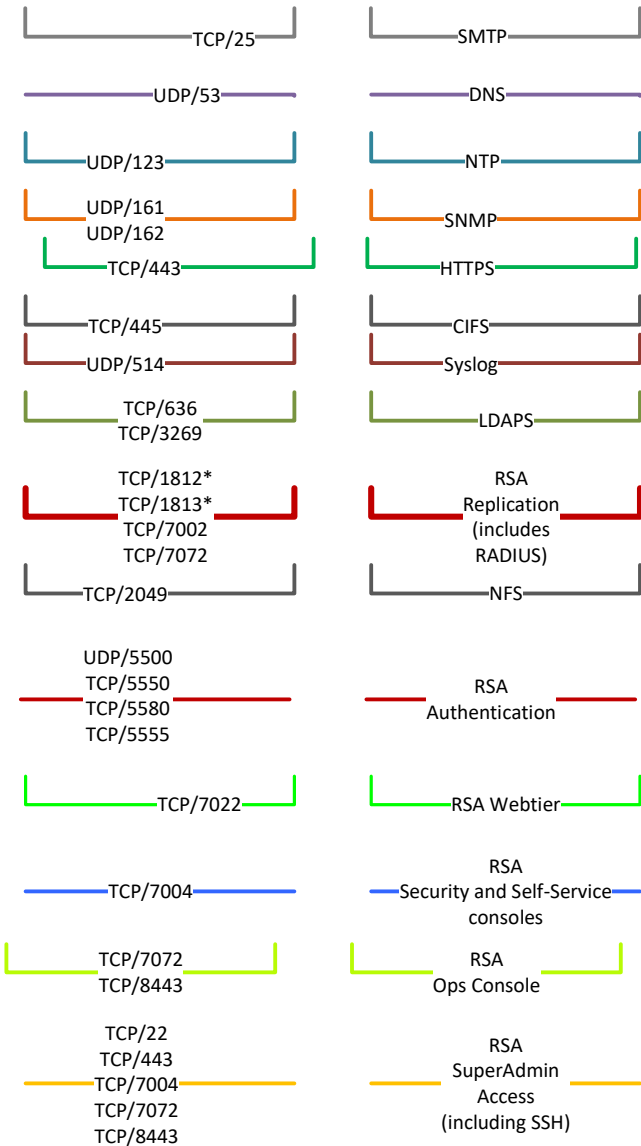 TCP/25
SMTP
UDP/53
DNS
UDP/123
NTP
UDP/161
UDP/162
SNMP
TCP/443
HTTPS
TCP/445
CIFS
UDP/514
Syslog
TCP/636
TCP/3269
LDAPS
TCP/1812*
TCP/1813*
TCP/7002
TCP/7072
RSA
Replication
(includes
RADIUS)
TCP/2049
NFS
UDP/5500
TCP/5550
TCP/5580
TCP/5555
RSA
Authentication
TCP/7022
RSA Webtier
TCP/7004
RSA
Security and Self-Service
consoles
TCP/7072
TCP/8443
RSA
Ops Console
TCP/22
TCP/443
TCP/7004
TCP/7072
TCP/8443
RSA
SuperAdmin
Access
(including SSH)